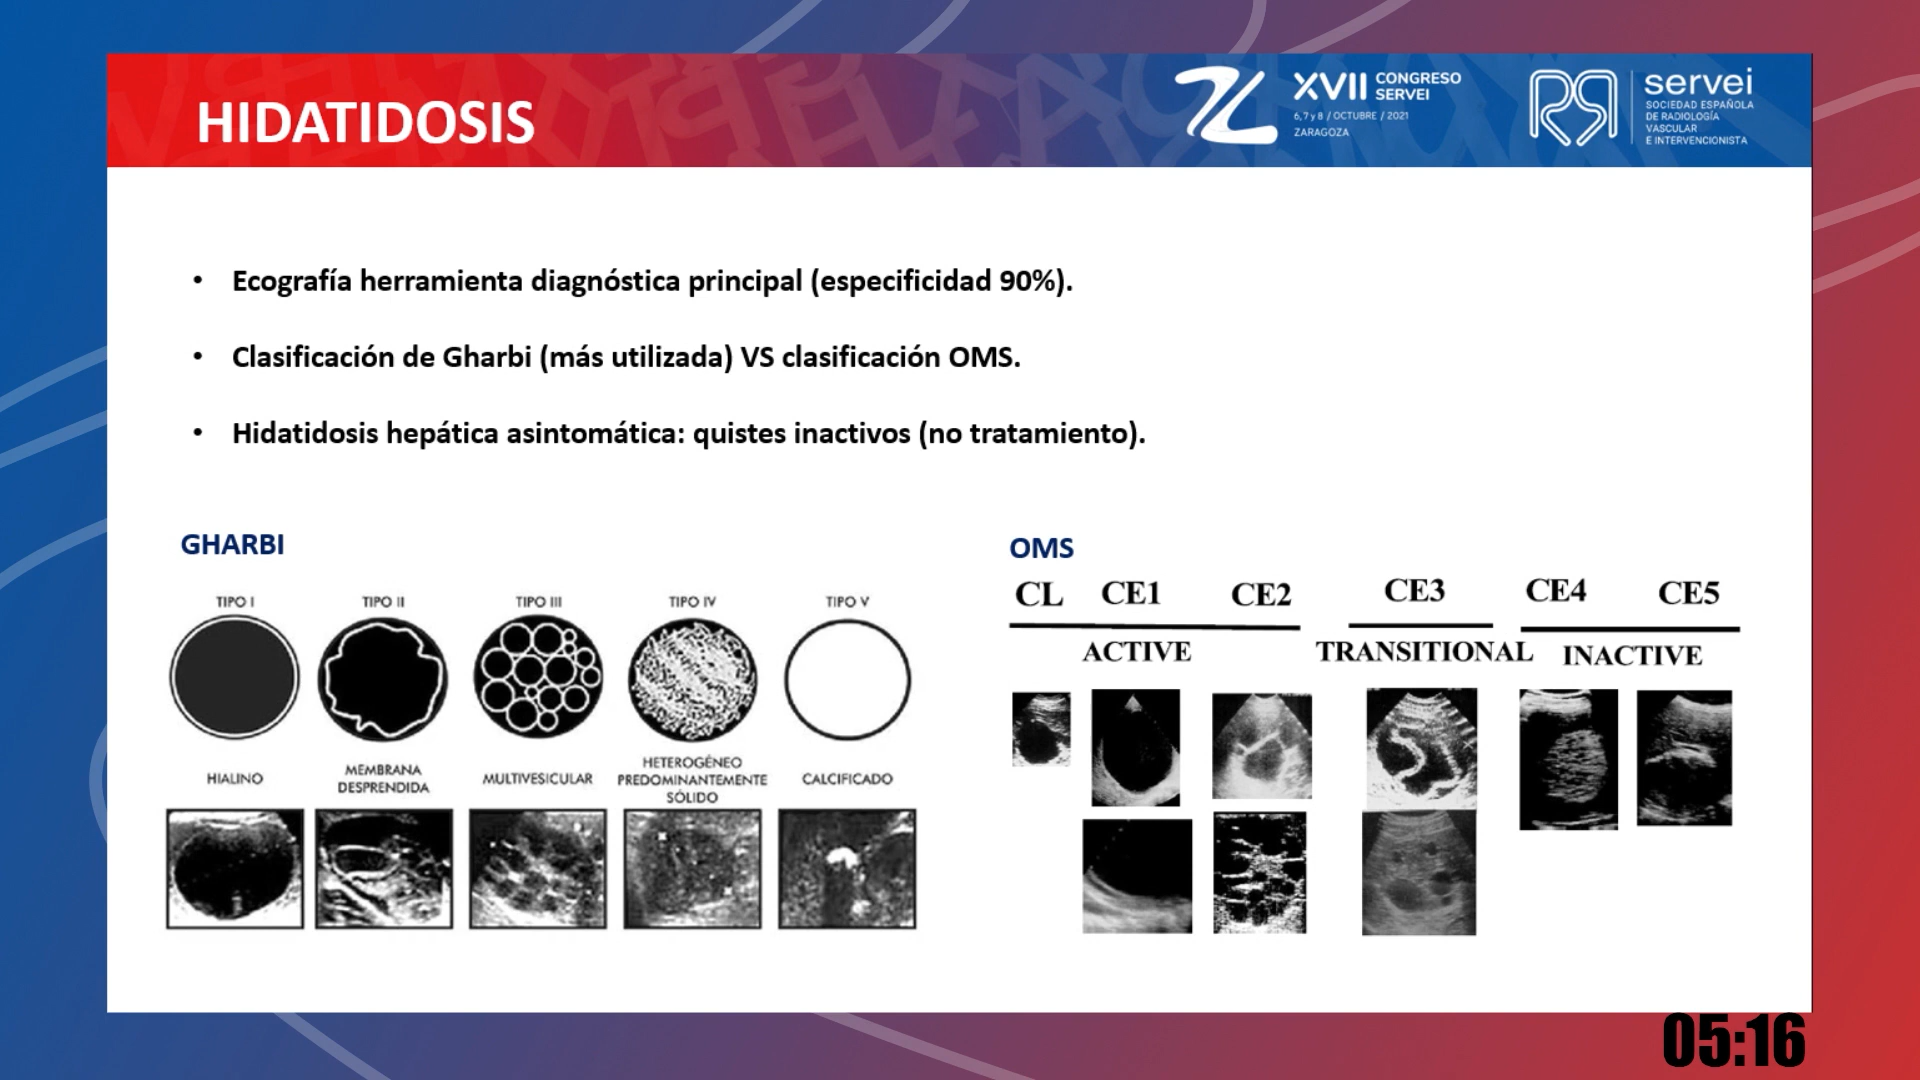 HIDATIDOSIS
XVII CONGRESO
SERVEI
6, 7 y 8 / OCTUBRE / 2021
ZARAGOZA
servei
SOCIEDAD ESPAÑOLA
DE RADIOLOGÍA
VASCULAR
E INTERVENCIONISTA
• Ecografía herramienta diagnóstica principal (especificidad 90%).
• Clasificación de Gharbi (más utilizada) VS clasificación OMS.
• Hidatidosis hepática asintomática: quistes inactivos (no tratamiento).
GHARBI
TIPO I TIPO II TIPO III TIPO IV TIPO V
HIALINO
MEMBRANA
DESPRENDIDA
MULTIVESICULAR
HETEROGÉNEO
PREDOMINANTEMENTE
SÓLIDO
CALCIFICADO
OMS
CL CE1 CE2 CE3 CE4 CE5
ACTIVE TRANSITIONAL INACTIVE
05:16